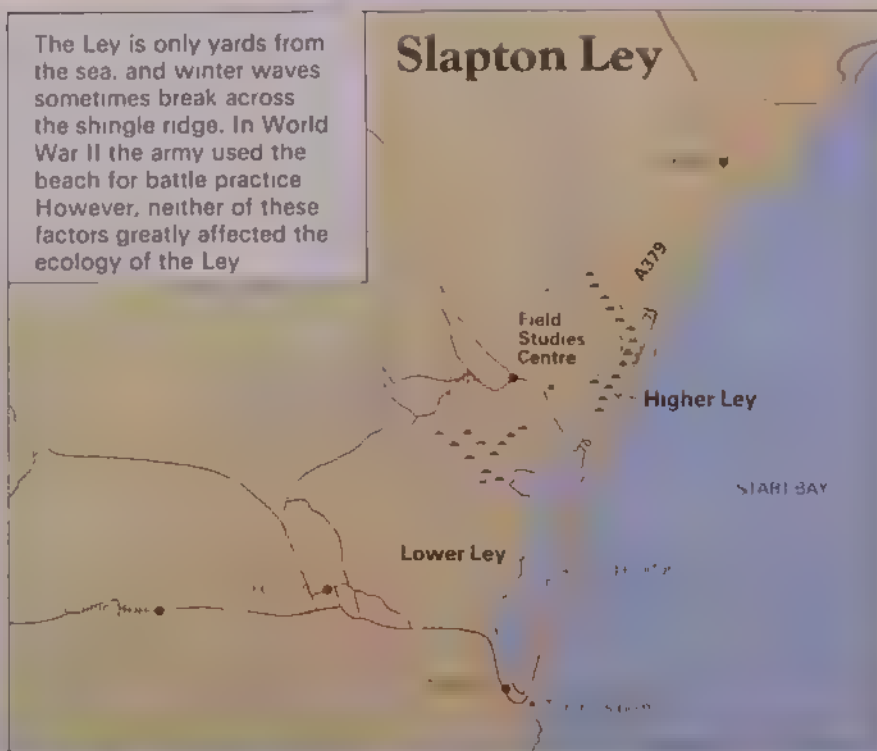 The Ley is only yards from
the sea, and winter waves
sometimes break across
the shingle ridge. In World
War II the army used the
beach for battle practice
However, neither of these
factors greatly affected the
ecology of the Ley
Slapton Ley
A379
Field
Studies
Centre
Higher Ley
START BAY
Lower Ley